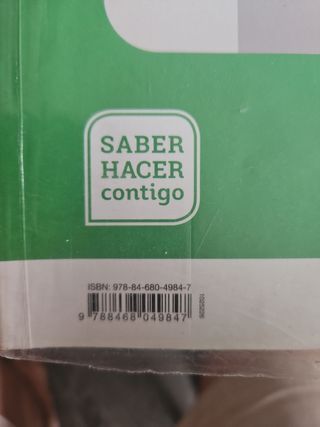 SABER
HACER
contigo
ISBN: 978-84-680-4984-7
9 788468 049847